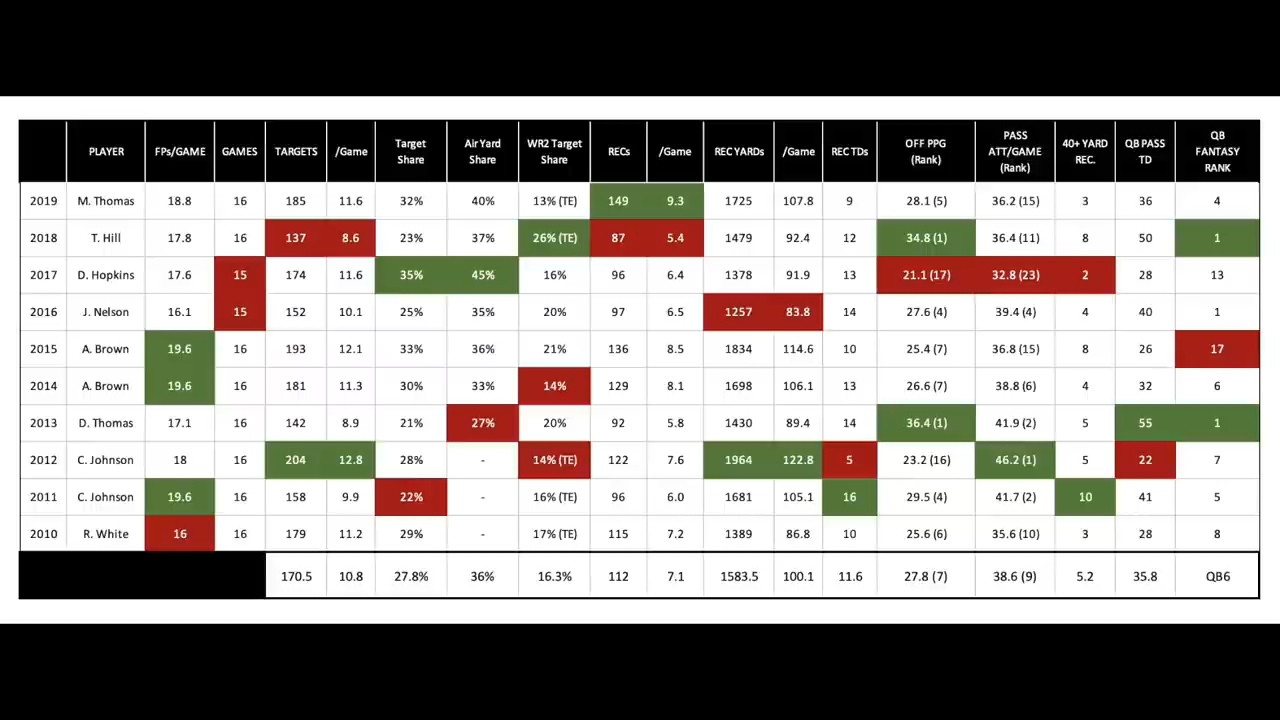 PLAYER FPs/GAME GAMES TARGETS /Game Target Share Air Yard Share WR2 Target Share RECs /Game REC YARDs /Game REC TDs OFF PPG (Rank) PASS ATT/GAME (Rank) 40+ YARD REC. QB PASS TD QB FANTASY RANK
2019 M. Thomas 18.8 16 185 11.6 32% 40% 13% (TE) 149 9.3 1725 107.8 9 28.1 (5) 36.2 (15) 3 36 4
2018 T. Hill 17.8 16 137 8.6 23% 37% 26% (TE) 87 5.4 1479 92.4 12 34.8 (1) 36.4 (11) 8 50 1
2017 D. Hopkins 17.6 15 174 11.6 35% 45% 16% 96 6.4 1378 91.9 13 21.1 (17) 32.8 (23) 2 28 13
2016 J. Nelson 16.1 15 152 10.1 25% 35% 20% 97 6.5 1257 83.8 14 27.6 (4) 39.4 (4) 4 40 1
2015 A. Brown 19.6 16 193 12.1 33% 36% 21% 136 8.5 1834 114.6 10 25.4 (7) 36.8 (15) 8 26 17
2014 A. Brown 19.6 16 181 11.3 30% 33% 14% 129 8.1 1698 106.1 13 26.6 (7) 38.8 (6) 4 32 6
2013 D. Thomas 17.1 16 142 8.9 21% 27% 20% 92 5.8 1430 89.4 14 36.4 (1) 41.9 (2) 5 55 1
2012 C. Johnson 18 16 204 12.8 28% - 14% (TE) 122 7.6 1964 122.8 5 23.2 (16) 46.2 (1) 5 22 7
2011 C. Johnson 19.6 16 158 9.9 22% - 16% (TE) 96 6.0 1681 105.1 16 29.5 (4) 41.7 (2) 10 41 5
2010 R. White 16 16 179 11.2 29% - 17% (TE) 115 7.2 1389 86.8 10 25.6 (6) 35.6 (10) 3 28 8
170.5 10.8 27.8% 36% 16.3% 112 7.1 1583.5 100.1 11.6 27.8 (7) 38.6 (9) 5.2 35.8 QB6